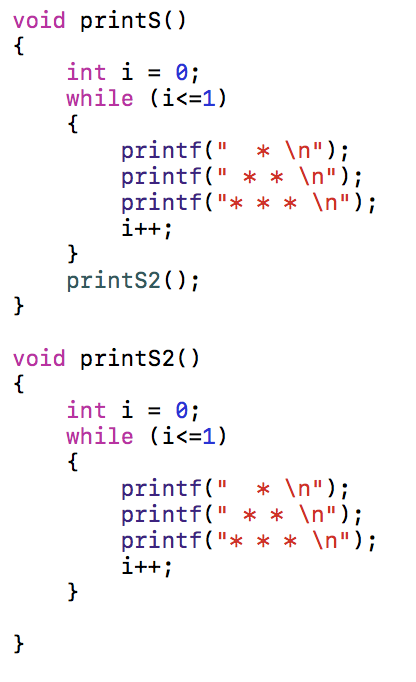 void printS()
{
    int i = 0;
    while (i<=1)
    {
        printf("  * \n");
        printf(" * * \n");
        printf("* * * \n");
        i++;
    }
    printS2();
}

void printS2()
{
    int i = 0;
    while (i<=1)
    {
        printf("  * \n");
        printf(" * * \n");
        printf("* * * \n");
        i++;
    }

}